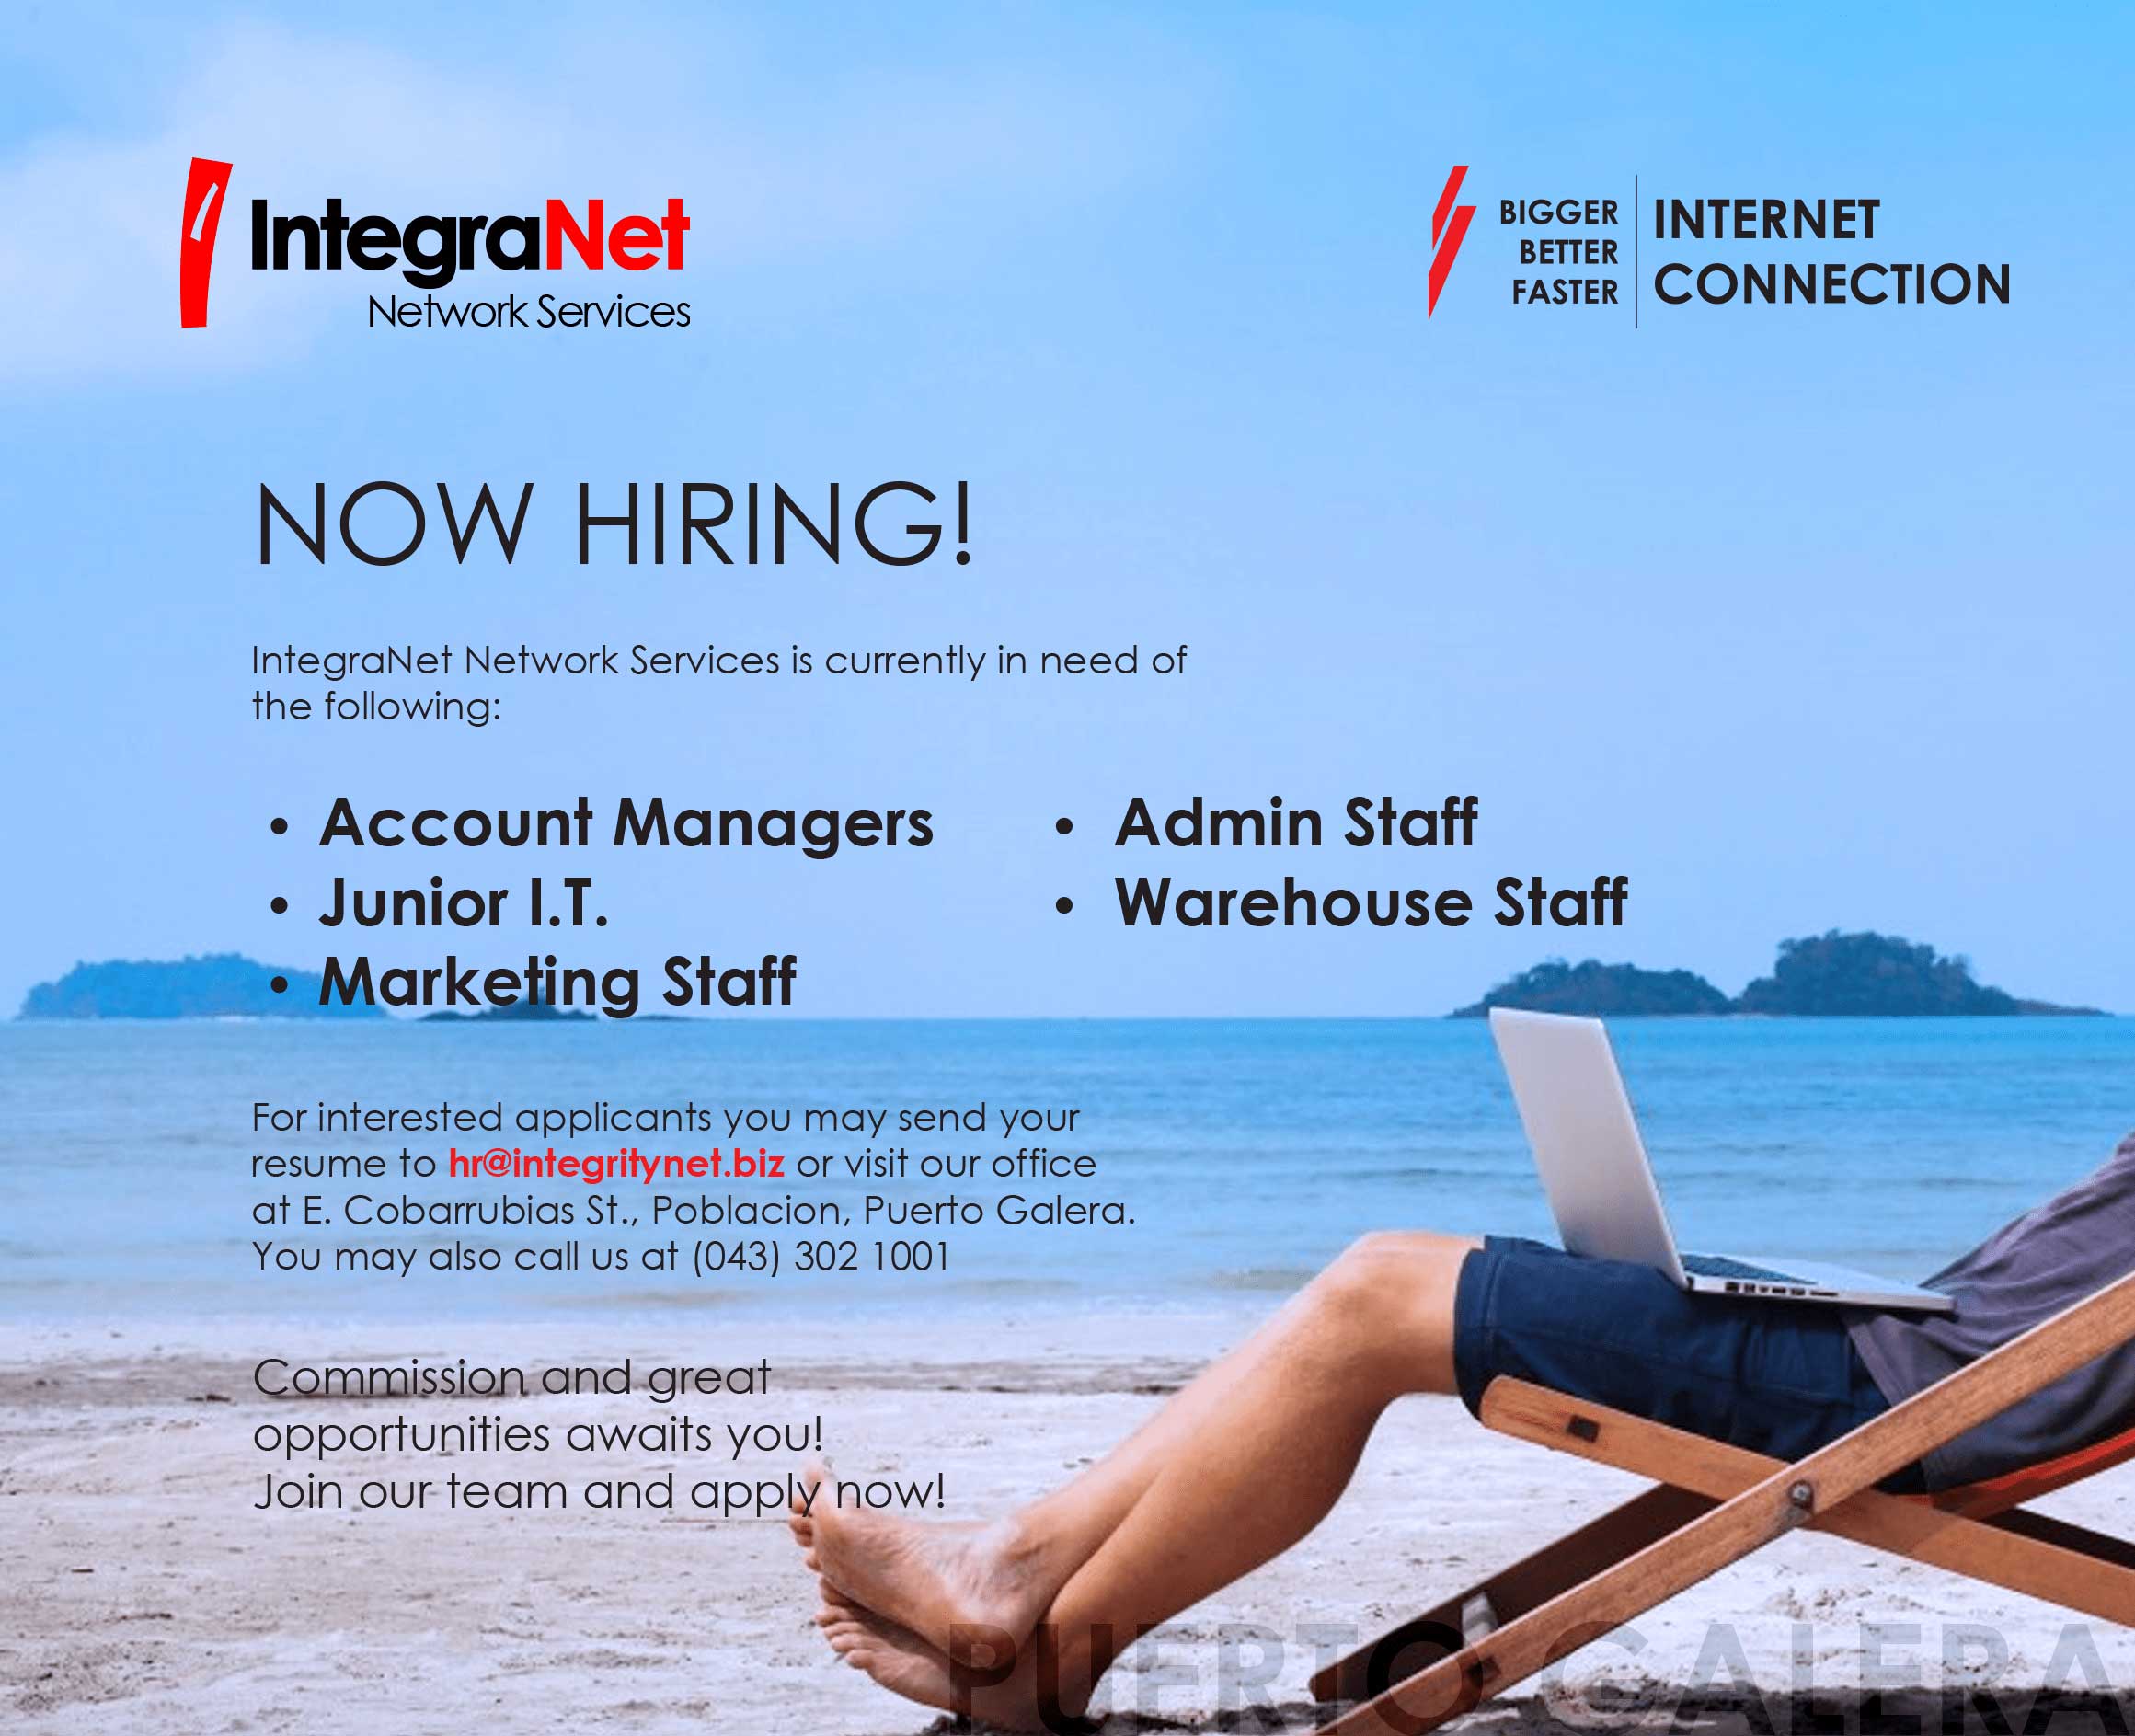 IntegraNet
Network Services
BIGGER
BETTER
FASTER
INTERNET
CONNECTION
NOW HIRING!
IntegraNet Network Services is currently in need of
the following:
• Account Managers
• Junior I.T.
• Marketing Staff
• Admin Staff
• Warehouse Staff
For interested applicants you may send your
resume to hr@integritynet.biz or visit our office
at E. Cobarrubias St., Poblacion, Puerto Galera.
You may also call us at (043) 302 1001
Commission and great
opportunities awaits you!
Join our team and apply now!
PUERTO GALERA